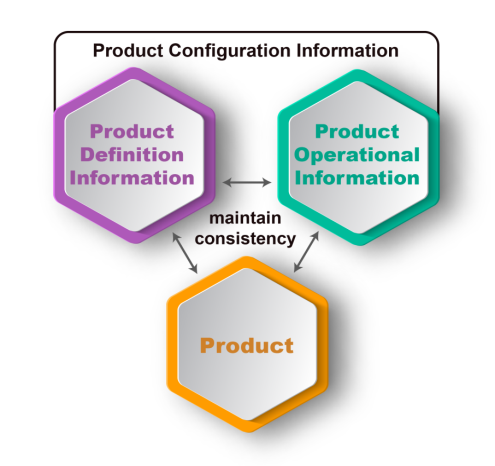 Product Configuration Information
Product
Definition
Information
Product
Operational
Information
maintain
consistency
Product